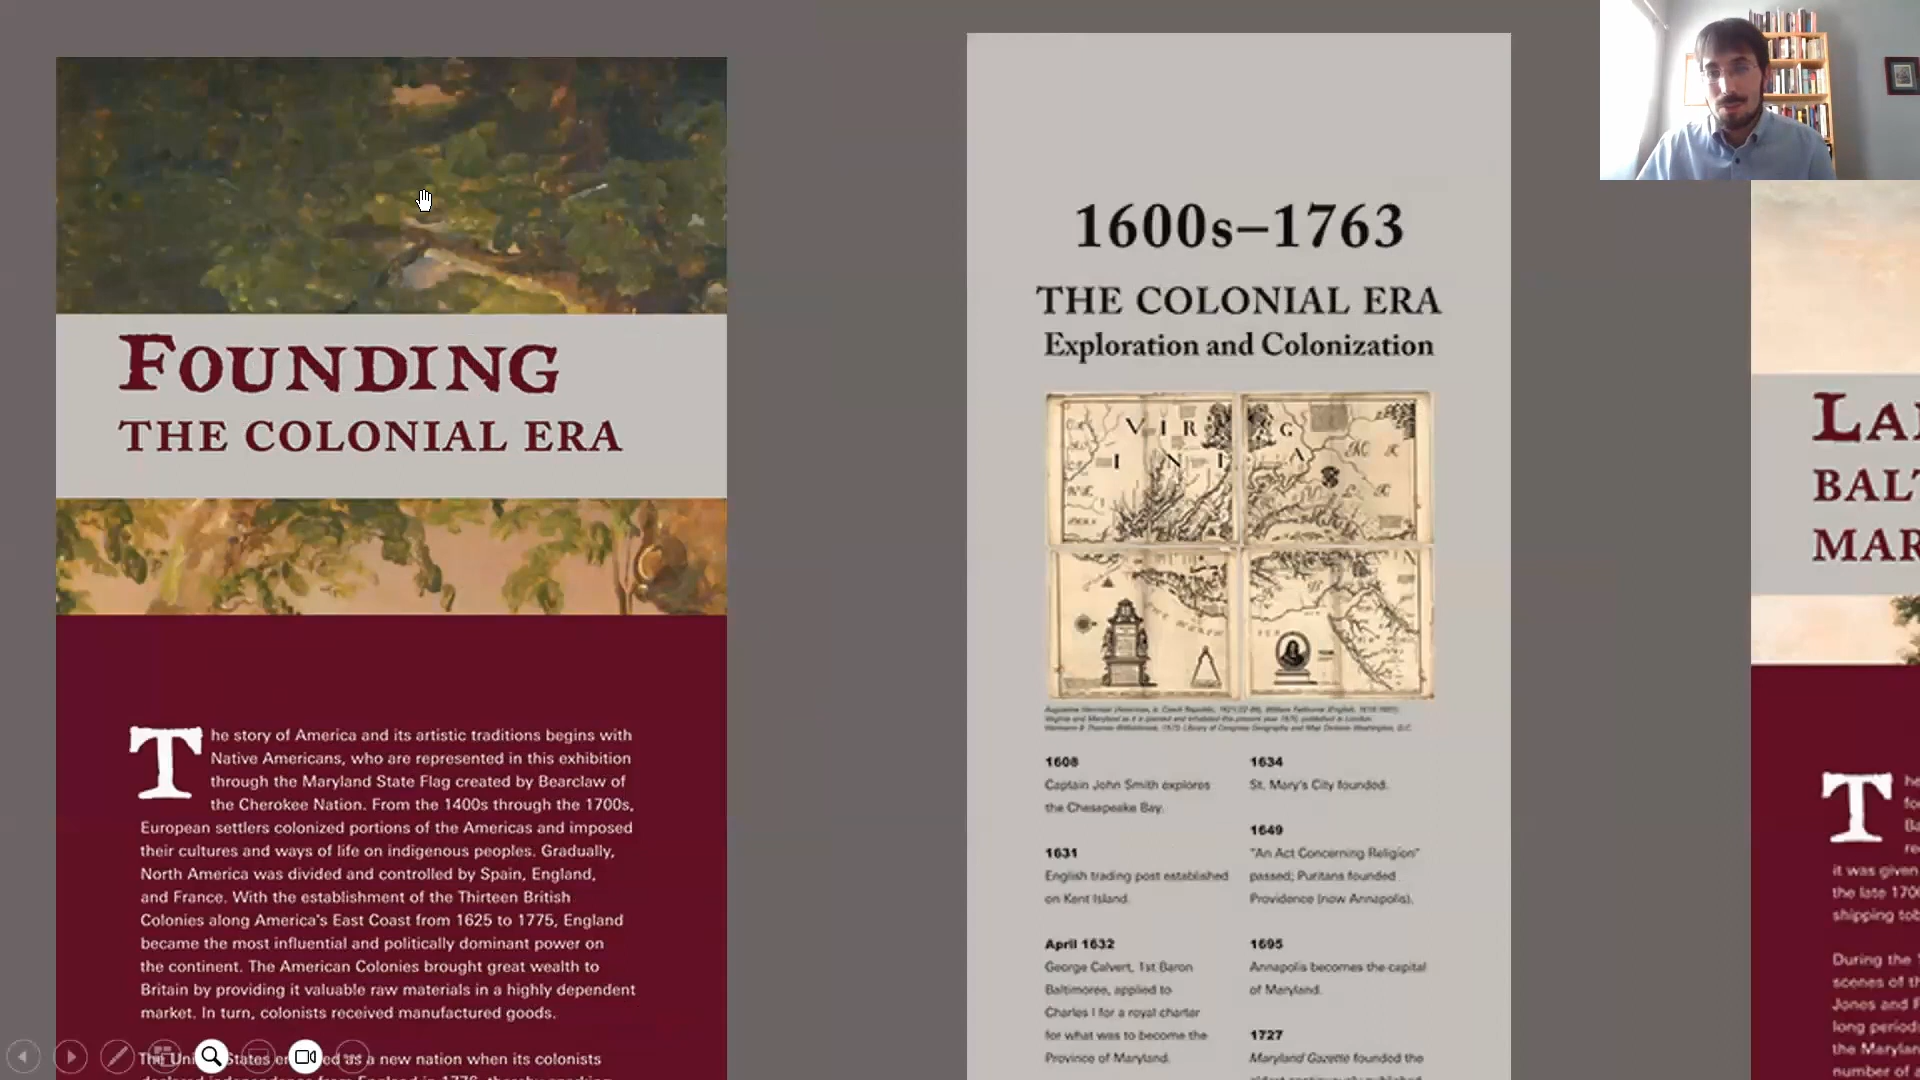 FOUNDING
THE COLONIAL ERA
The story of America and its artistic traditions begins with
Native Americans, who are represented in this exhibition
through the Maryland State Flag created by Bearclaw of
the Cherokee Nation. From the 1400s through the 1700s,
European settlers colonized portions of the Americas and imposed
their cultures and ways of life on indigenous peoples. Gradually,
North America was divided and controlled by Spain, England,
and France. With the establishment of the Thirteen British
Colonies along America's East Coast from 1625 to 1775, England
became the most influential and politically dominant power on
the continent. The American Colonies brought great wealth to
Britain by providing it valuable raw materials in a highly dependent
market. In turn, colonists received manufactured goods.
The States as a new nation when its colonists
1600s–1763
THE COLONIAL ERA
Exploration and Colonization
VIRG
INIA
1608
Captain John Smith explores
the Chesapeake Bay.
1631
English trading post established
on Kent Island.
April 1632
George Calvert, 1st Baron
Baltimoree, applied to
Charles I for a royal charter
for what was to become the
Province of Maryland.
1634
St. Mary's City founded.
1649
"An Act Concerning Religion"
passed; Puritans founded
Providence (now Annapolis).
1695
Annapolis becomes the capital
of Maryland.
1727
Maryland Gazette founded the
LA
BAL
MAR
it was given
the late
shipping
During the
scenes of
Jones and
long periods
the Maryland
number of